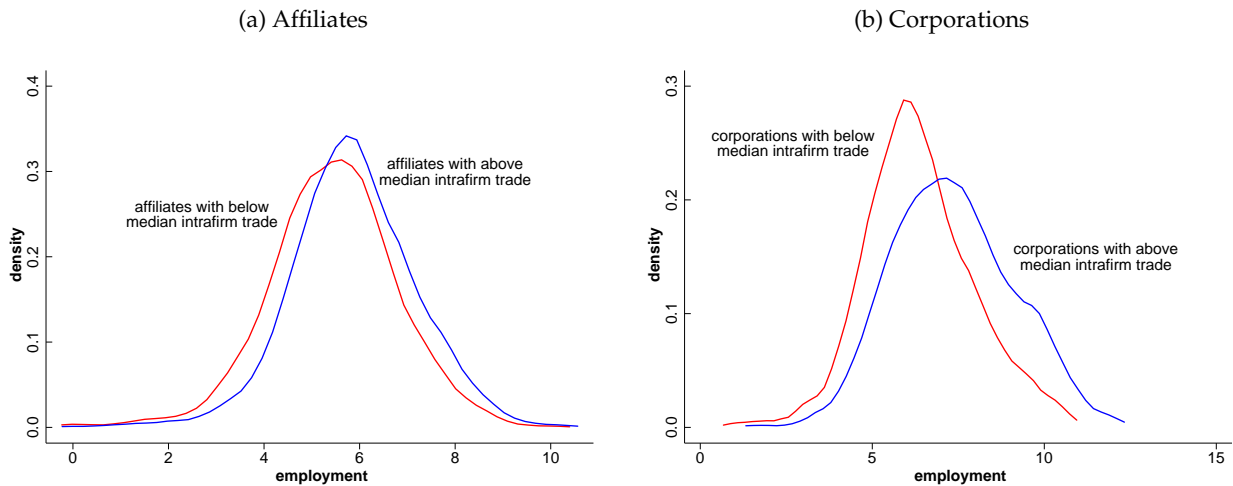 (a) Affiliates
0.4
0.3
0.2
0.1
0.0
density
affiliates with above
median intrafirm trade
affiliates with below
median intrafirm trade
0 2 4 6 8 10
employment
(b) Corporations
0.3
0.2
0.1
0.0
density
corporations with below
median intrafirm trade
corporations with above
median intrafirm trade
0 5 10 15
employment